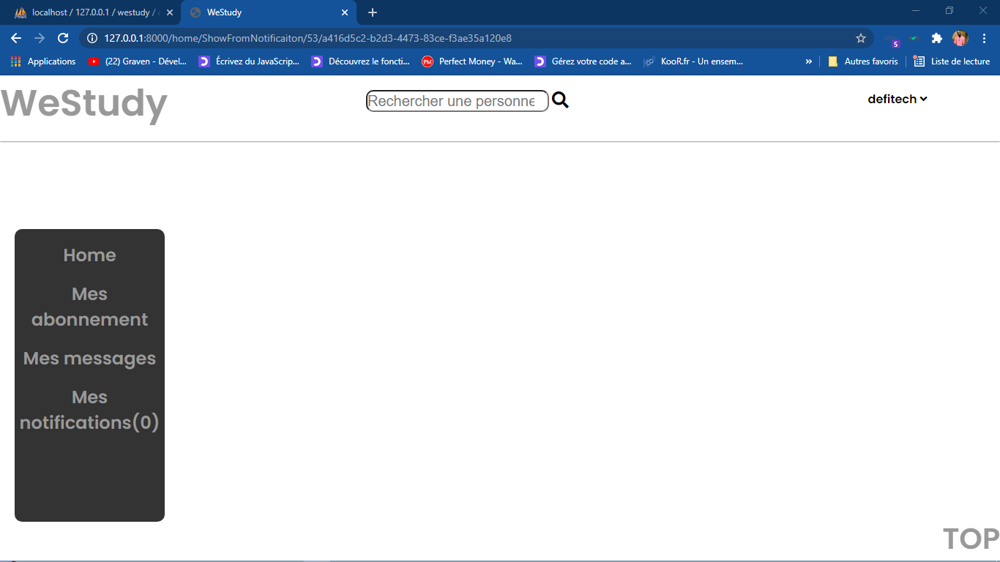 localhost / 127.0.0.1 / westudy /
WeStudy
127.0.0.1:8000/home/ShowFromNotificaiton/53/a416d5c2-b2d3-4473-83ce-f3ae35a120e8
5
Applications
(22) Graven - Dével...
Écrivez du JavaScrip...
Découvrez le foncti...
PM
Perfect Money - Wa...
Gérez votre code a...
KooR.fr - Un ensem...
»
Autres favoris
Liste de lecture
WeStudy
Rechercher une personne
defitech
Home
Mes
abonnement
Mes messages
Mes
notifications(0)
TOP